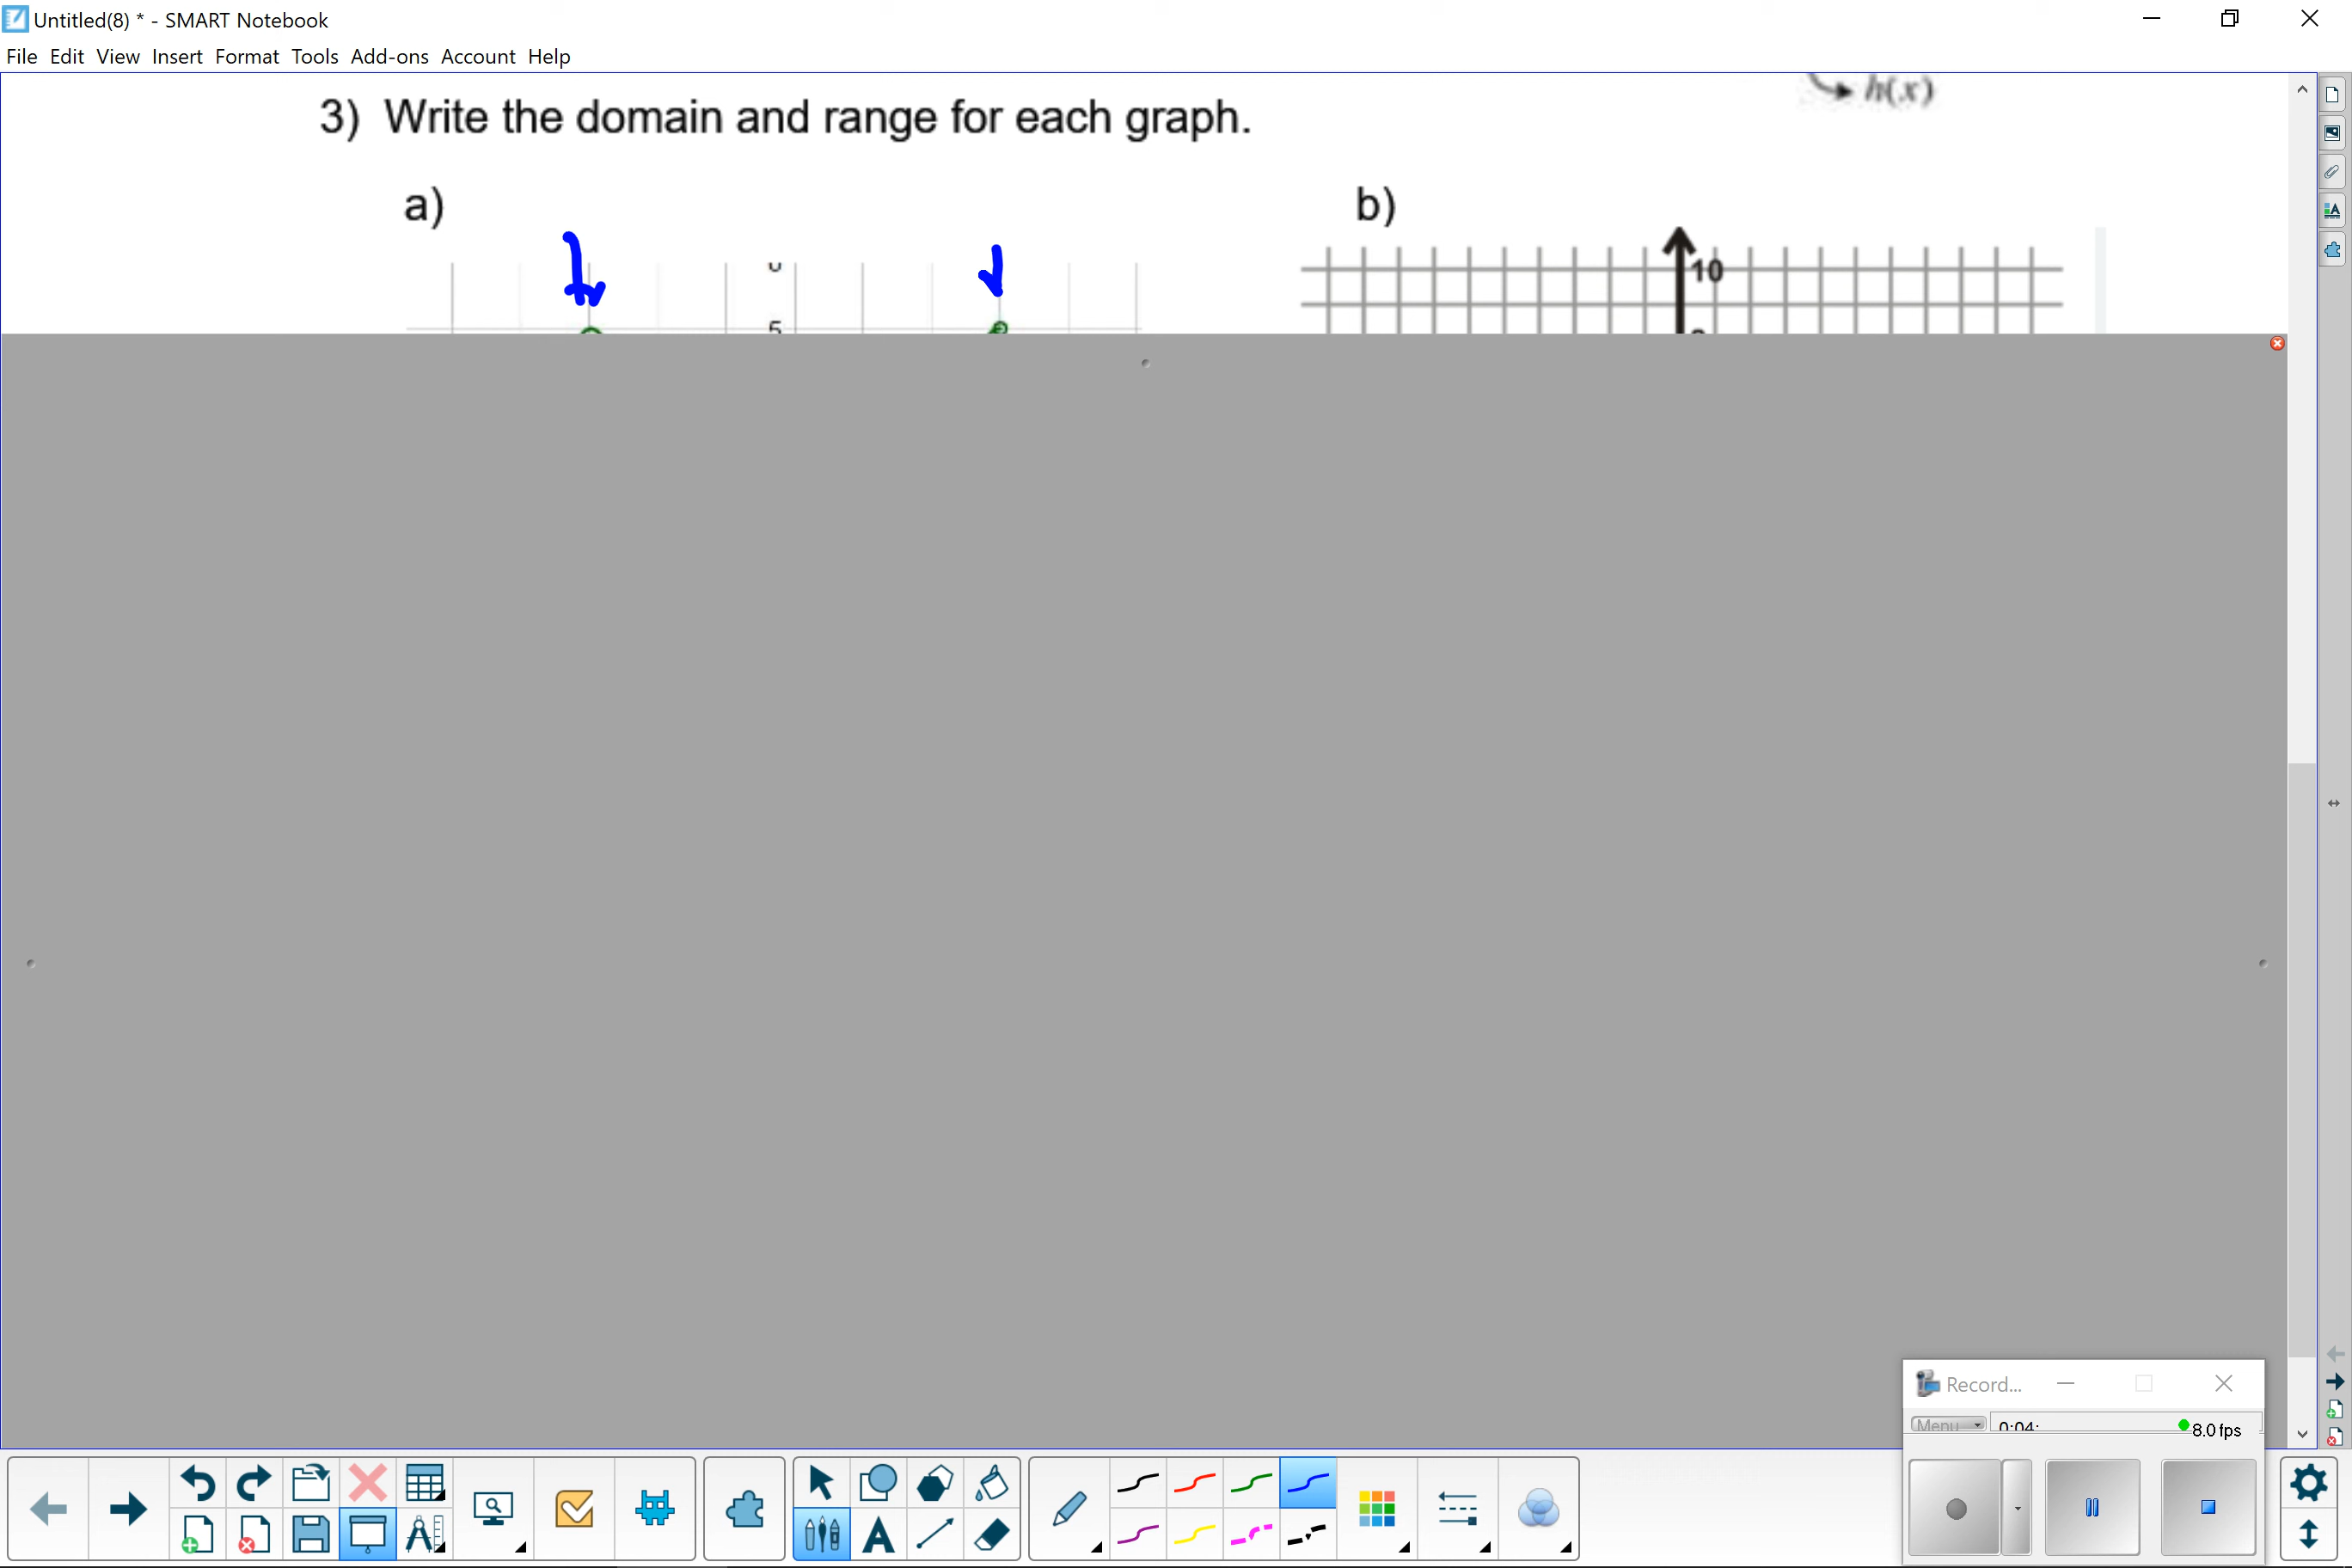 Untitled(8) * - SMART Notebook
File Edit View Insert Format Tools Add-ons Account Help
h(x)
3) Write the domain and range for each graph.
a)
b)
10
5
Record...
Menu
0:04:
8.0 fps